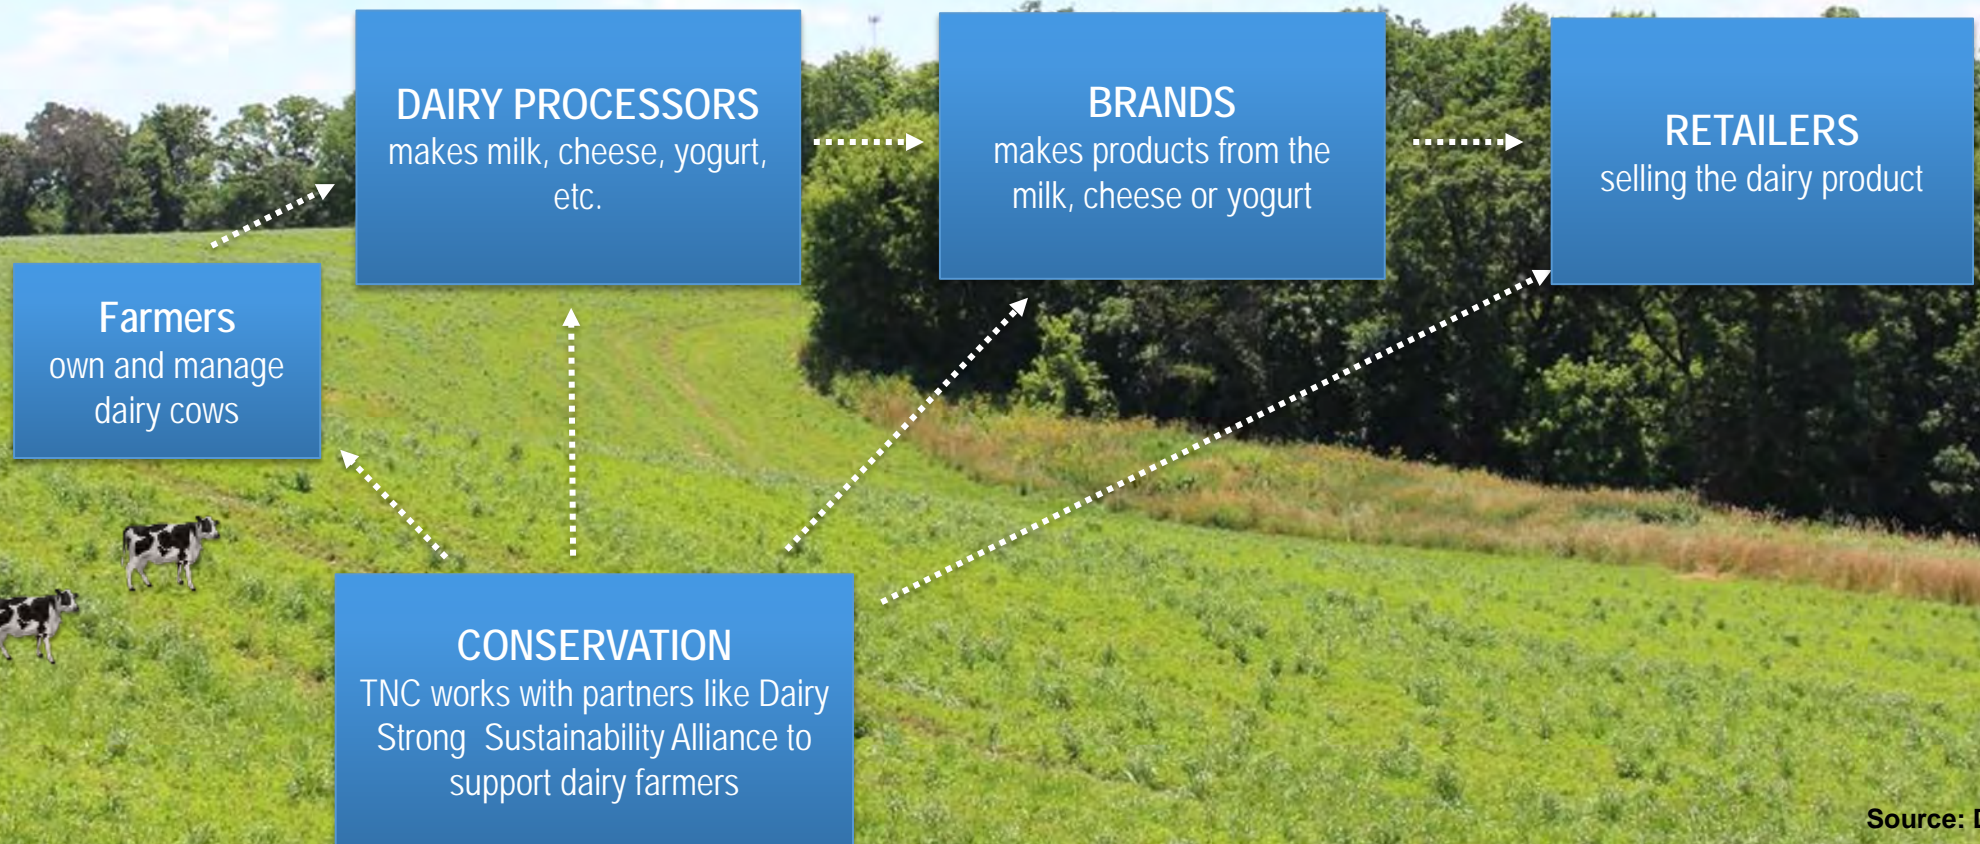 DAIRY PROCESSORS
makes milk, cheese, yogurt,
etc.
BRANDS
makes products from the
milk, cheese or yogurt
RETAILERS
selling the dairy product
Farmers
own and manage
dairy cows
CONSERVATION
TNC works with partners like Dairy
Strong  Sustainability Alliance to
support dairy farmers
Source: